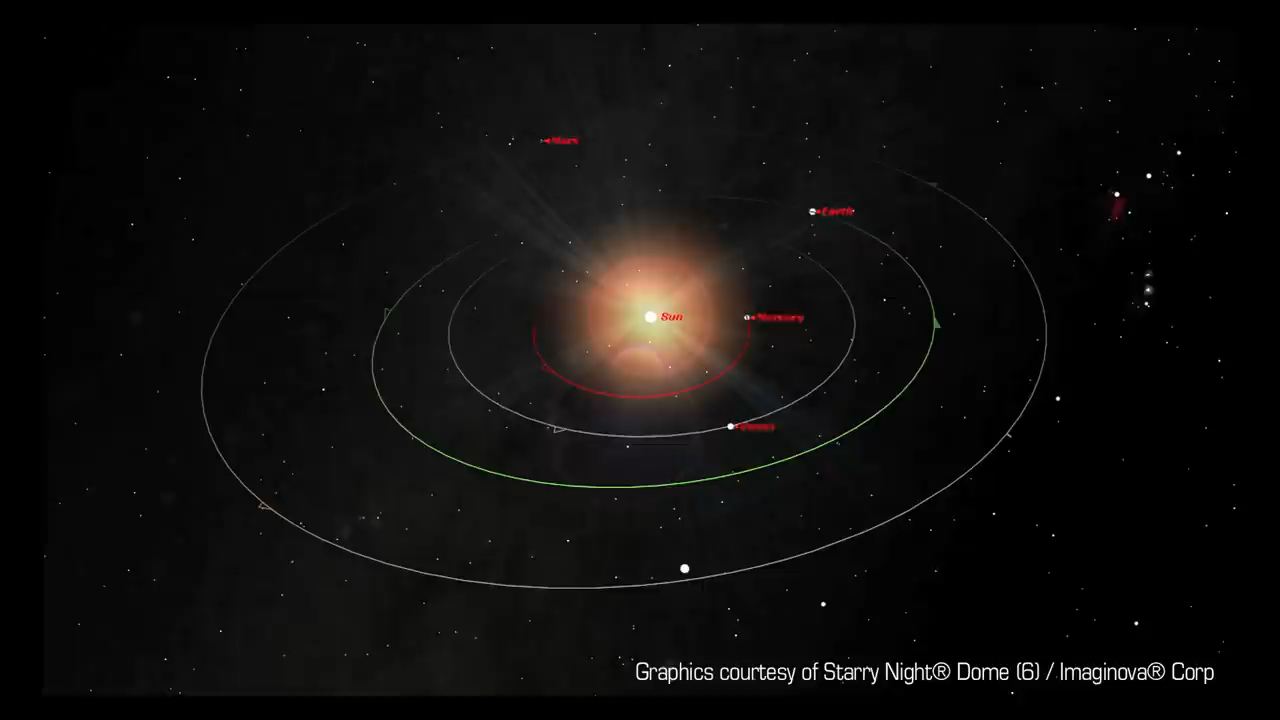 Mars
Earth
Sun
Mercury
Venus
Graphics courtesy of Starry Night® Dome (6) / Imaginova® Corp